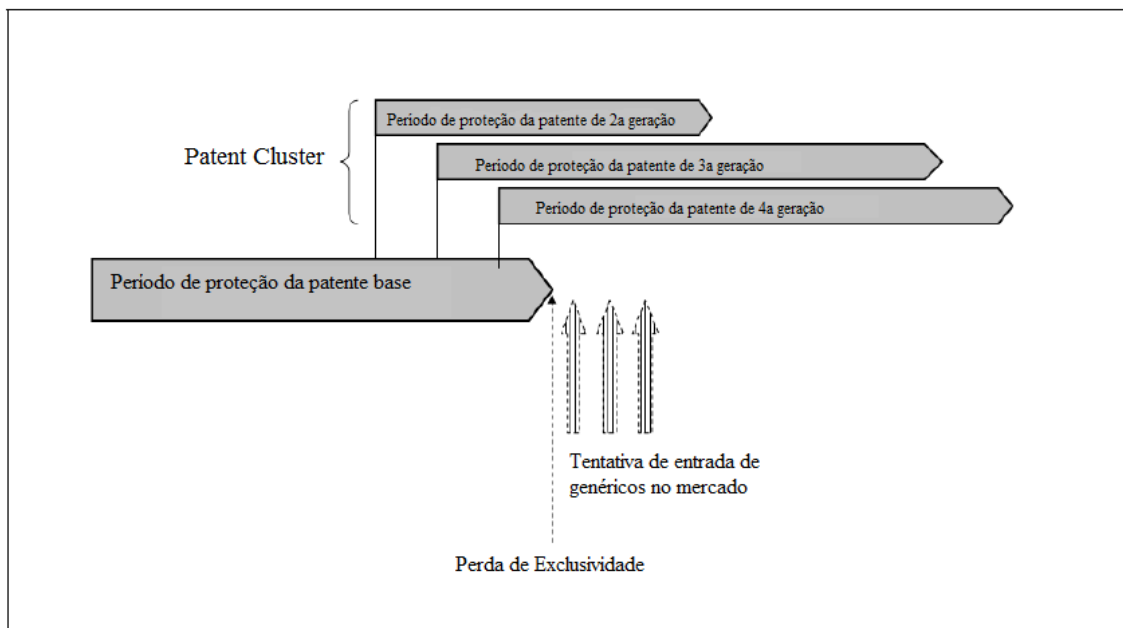 Período de proteção da patente de 2a geração
Patent Cluster
Período de proteção da patente de 3a geração
Período de proteção da patente de 4a geração
Período de proteção da patente base
Tentativa de entrada de
genéricos no mercado
Perda de Exclusividade